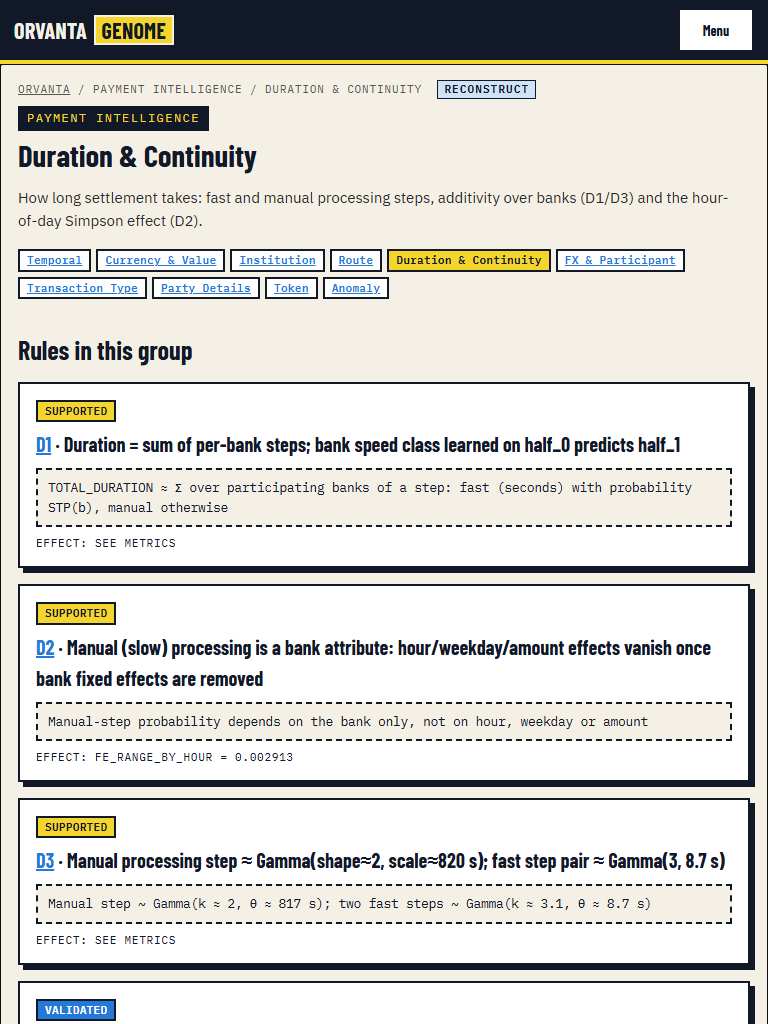 ORVANTA GENOME
Menu
ORVANTA / PAYMENT INTELLIGENCE / DURATION & CONTINUITY RECONSTRUCT
PAYMENT INTELLIGENCE
Duration & Continuity
How long settlement takes: fast and manual processing steps, additivity over banks (D1/D3) and the hour-
of-day Simpson effect (D2).
Temporal Currency & Value Institution Route Duration & Continuity FX & Participant
Transaction Type Party Details Token Anomaly
Rules in this group
SUPPORTED
D1 · Duration = sum of per-bank steps; bank speed class learned on half_0 predicts half_1
TOTAL_DURATION ≈ Σ over participating banks of a step: fast (seconds) with probability
STP(b), manual otherwise
EFFECT: SEE METRICS
SUPPORTED
D2 · Manual (slow) processing is a bank attribute: hour/weekday/amount effects vanish once
bank fixed effects are removed
Manual-step probability depends on the bank only, not on hour, weekday or amount
EFFECT: FE_RANGE_BY_HOUR = 0.002913
SUPPORTED
D3 · Manual processing step ≈ Gamma(shape≈2, scale≈820 s); fast step pair ≈ Gamma(3, 8.7 s)
Manual step ~ Gamma(k ≈ 2, θ ≈ 817 s); two fast steps ~ Gamma(k ≈ 3.1, θ ≈ 8.7 s)
EFFECT: SEE METRICS
VALIDATED